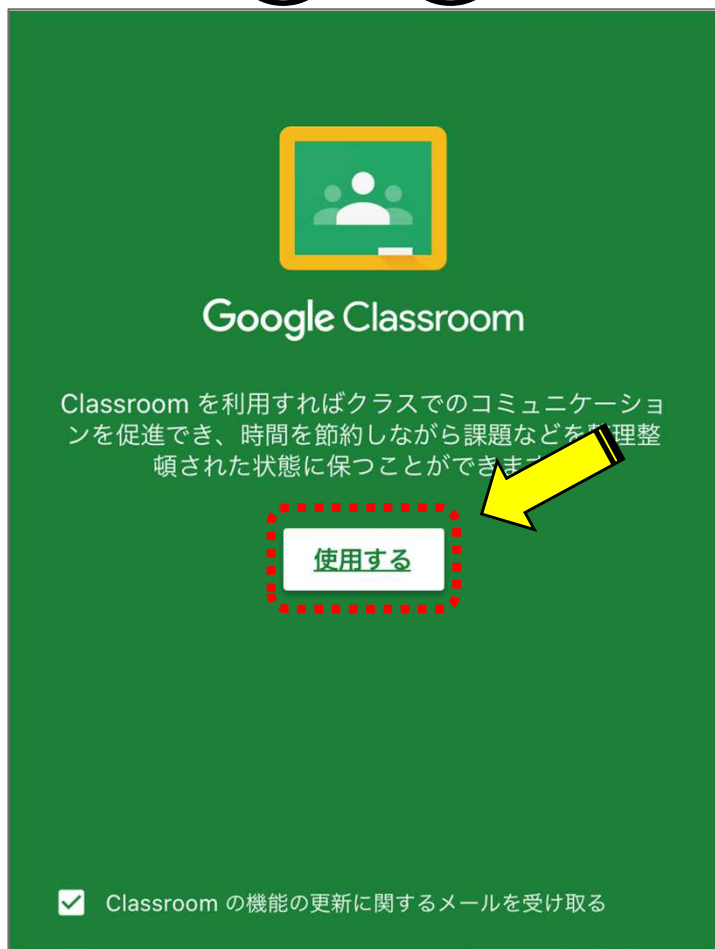 Google Classroom
Classroom を利用すればクラスでのコミュニケーショ
ンを促進でき、時間を節約しながら課題などを 理整
頓された状態に保つことができま
使用する
Classroom の機能の更新に関するメールを受け取る